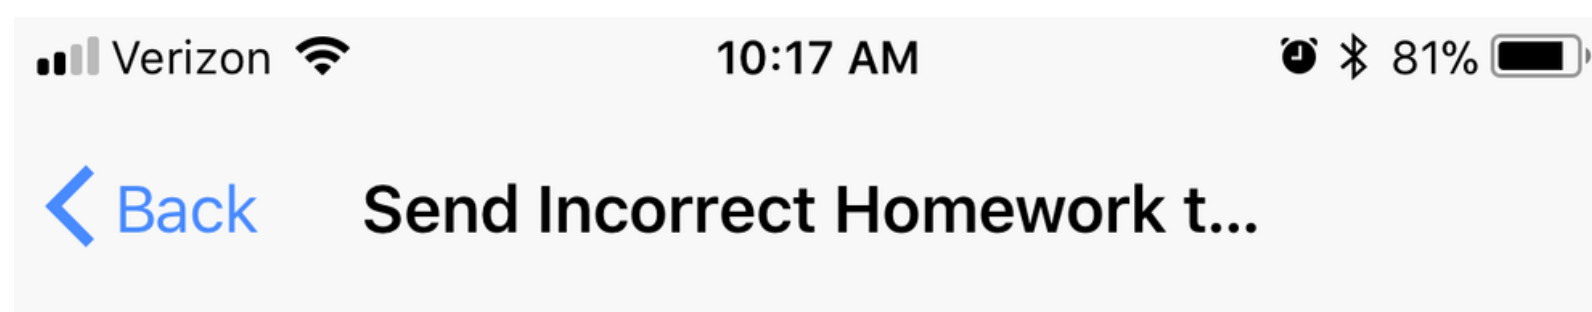 Verizon 10:17 AM 81%
Back Send Incorrect Homework t...